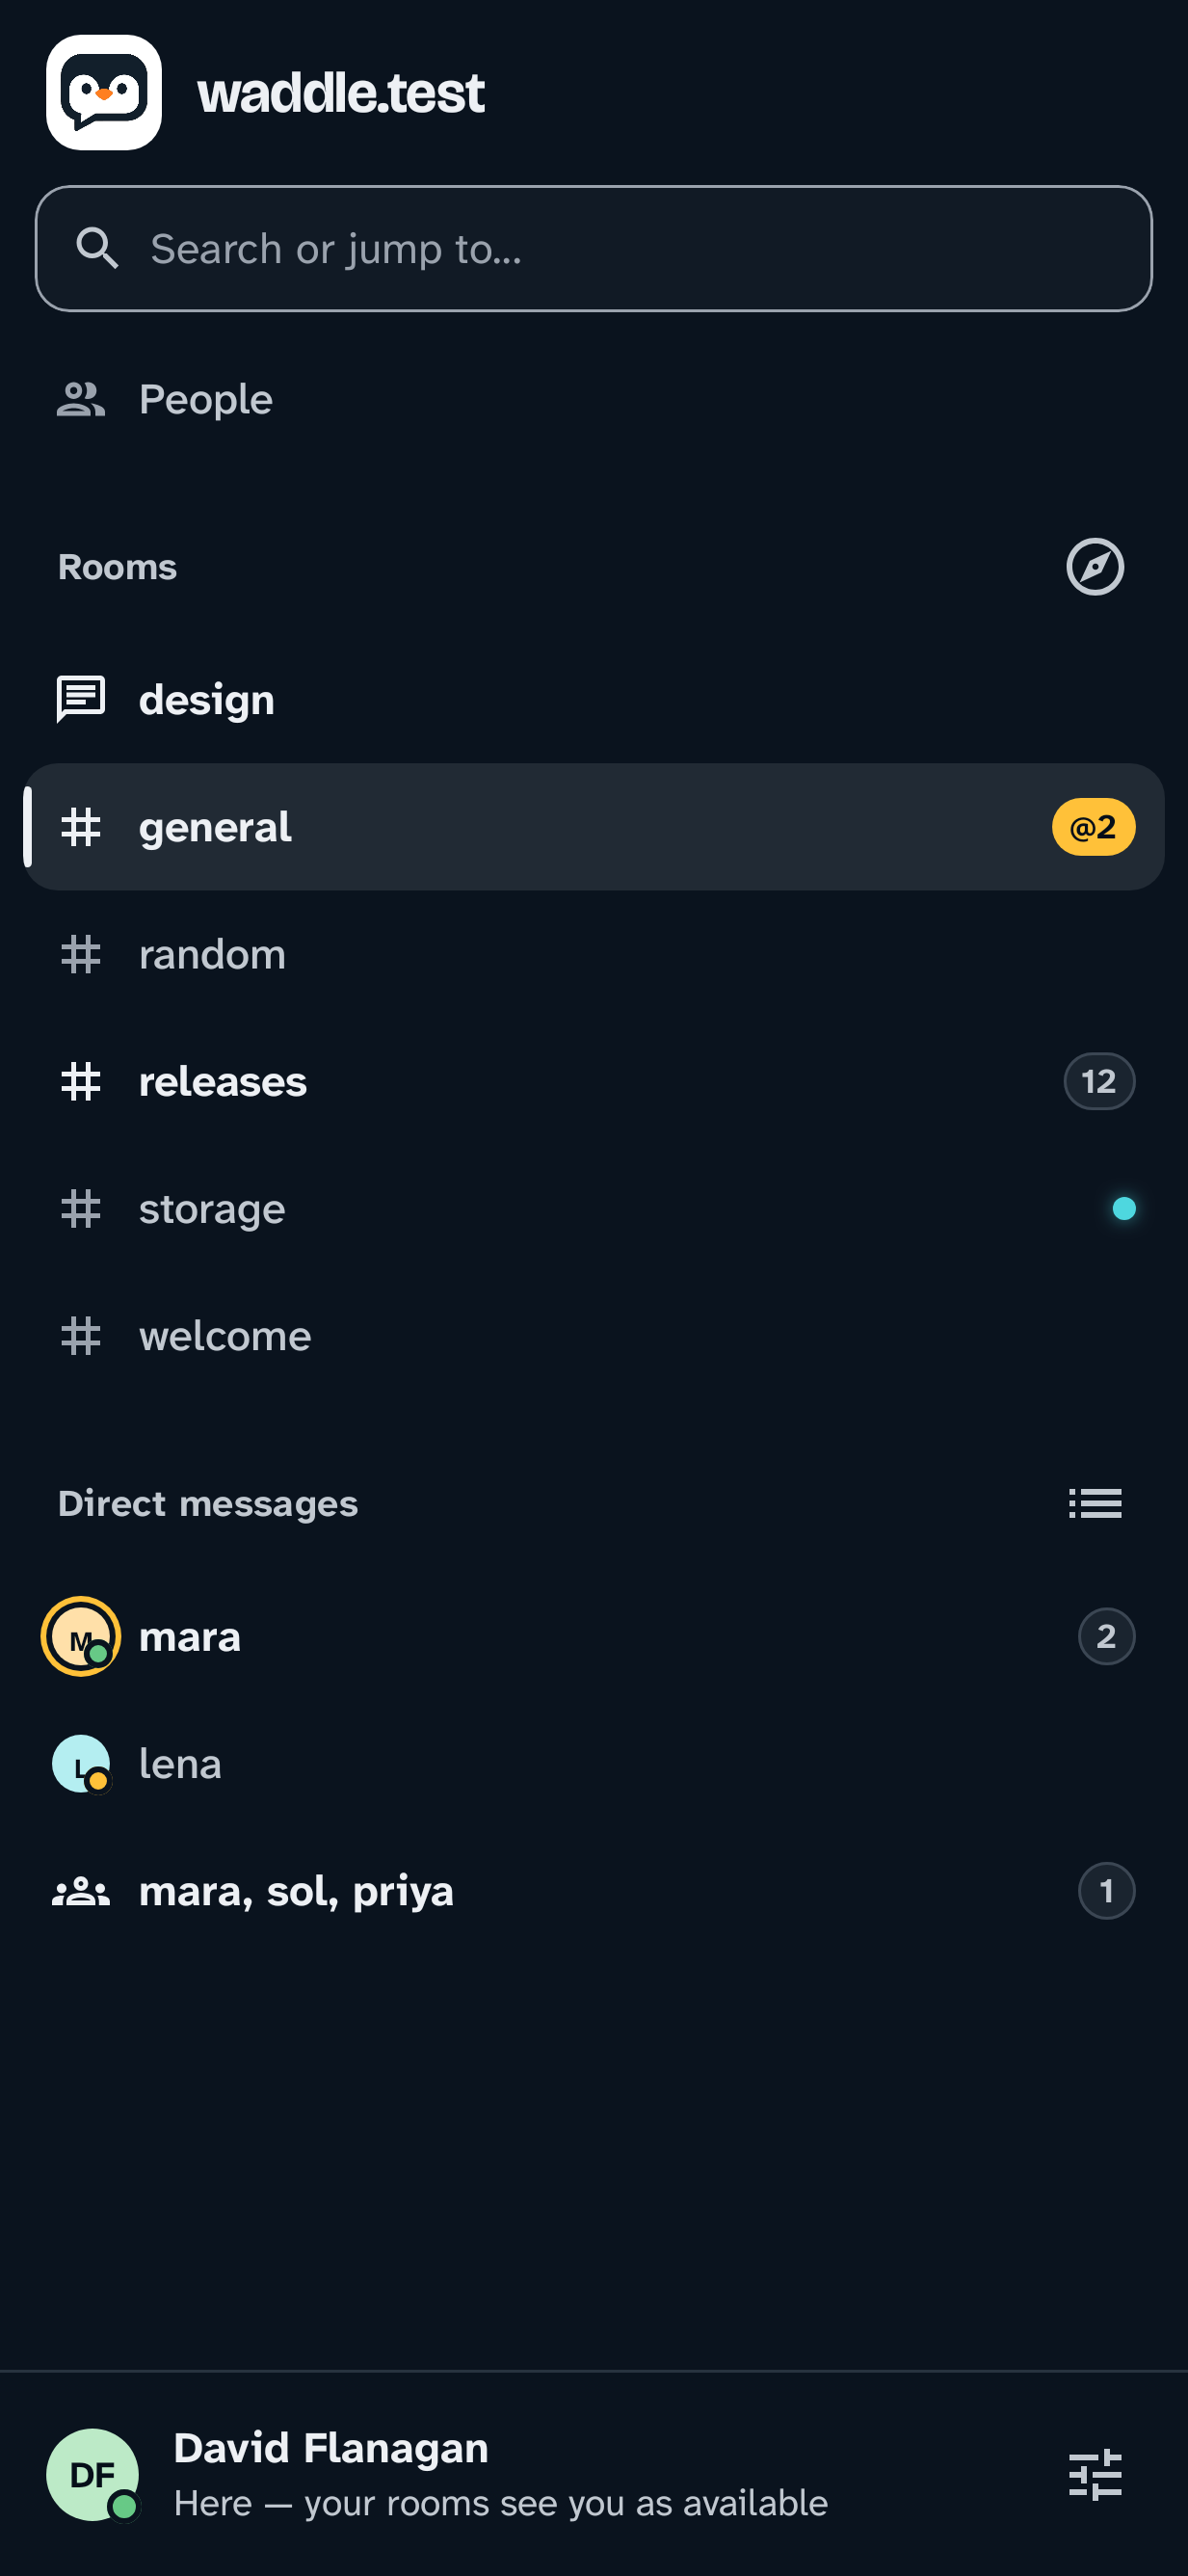 waddle.test
Search or jump to...
People
Rooms
design
general @2
random
releases 12
storage
welcome
Direct messages
M mara 2
L lena
mara, sol, priya 1
DF David Flanagan
Here — your rooms see you as available